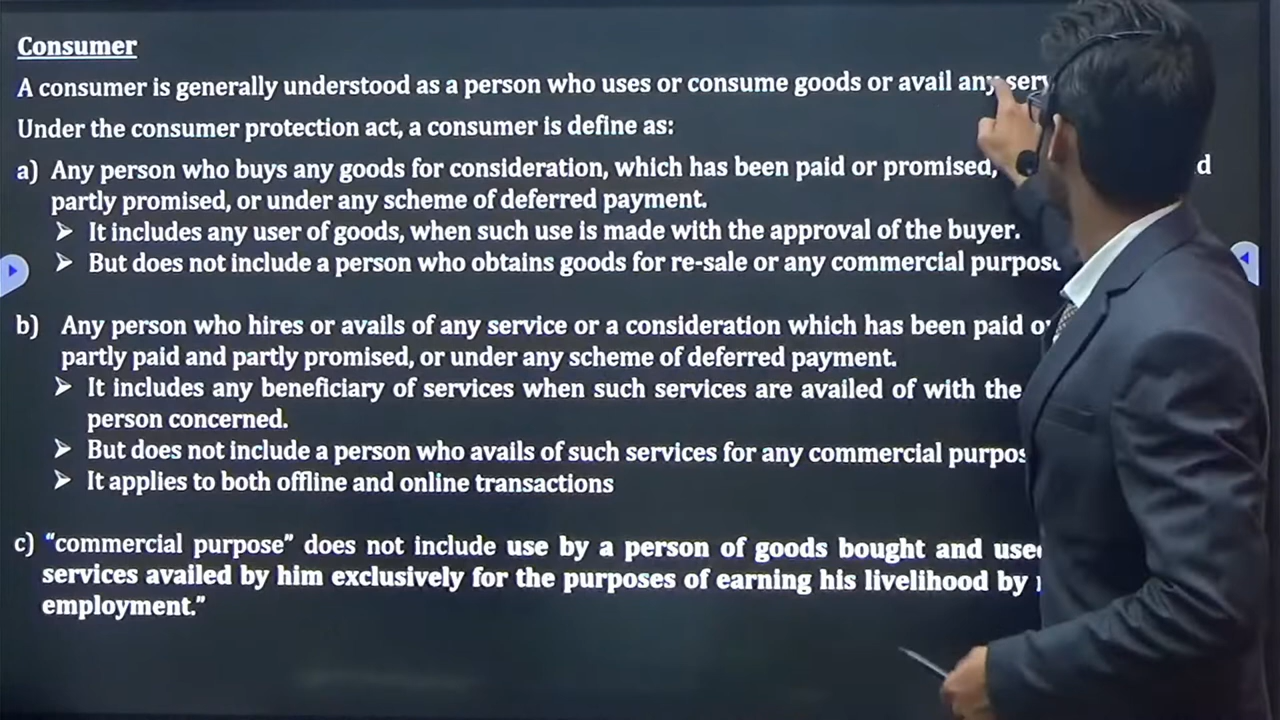 Consumer
A consumer is generally understood as a person who uses or consume goods or avail any
Under the consumer protection act, a consumer is define as:
a) Any person who buys any goods for consideration, which has been paid or promised,
partly promised, or under any scheme of deferred payment.
➤ It includes any user of goods, when such use is made with the approval of the buyer.
➤ But does not include a person who obtains goods for re-sale or any commercial
b) Any person who hires or avails of any service or a consideration which has been paid
partly paid and partly promised, or under any scheme of deferred payment.
➤ It includes any beneficiary of services when such services are availed of with the
person concerned.
➤ But does not include a person who avails of such services for any commercial
➤ It applies to both offline and online transactions
c) “commercial purpose” does not include use by a person of goods bought and
services availed by him exclusively for the purposes of earning his livelihood by
employment.”